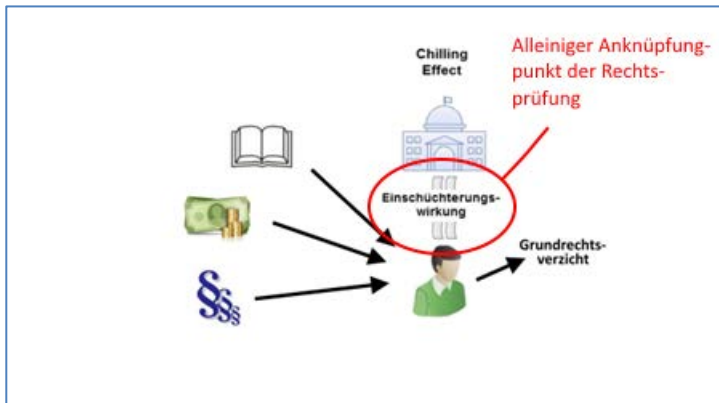 Chilling
Effect
Alleiniger Anknüpfung-
punkt der Rechts-
prüfung
Einschüchterungs-
wirkung
Grundrechts-
verzicht
§§§